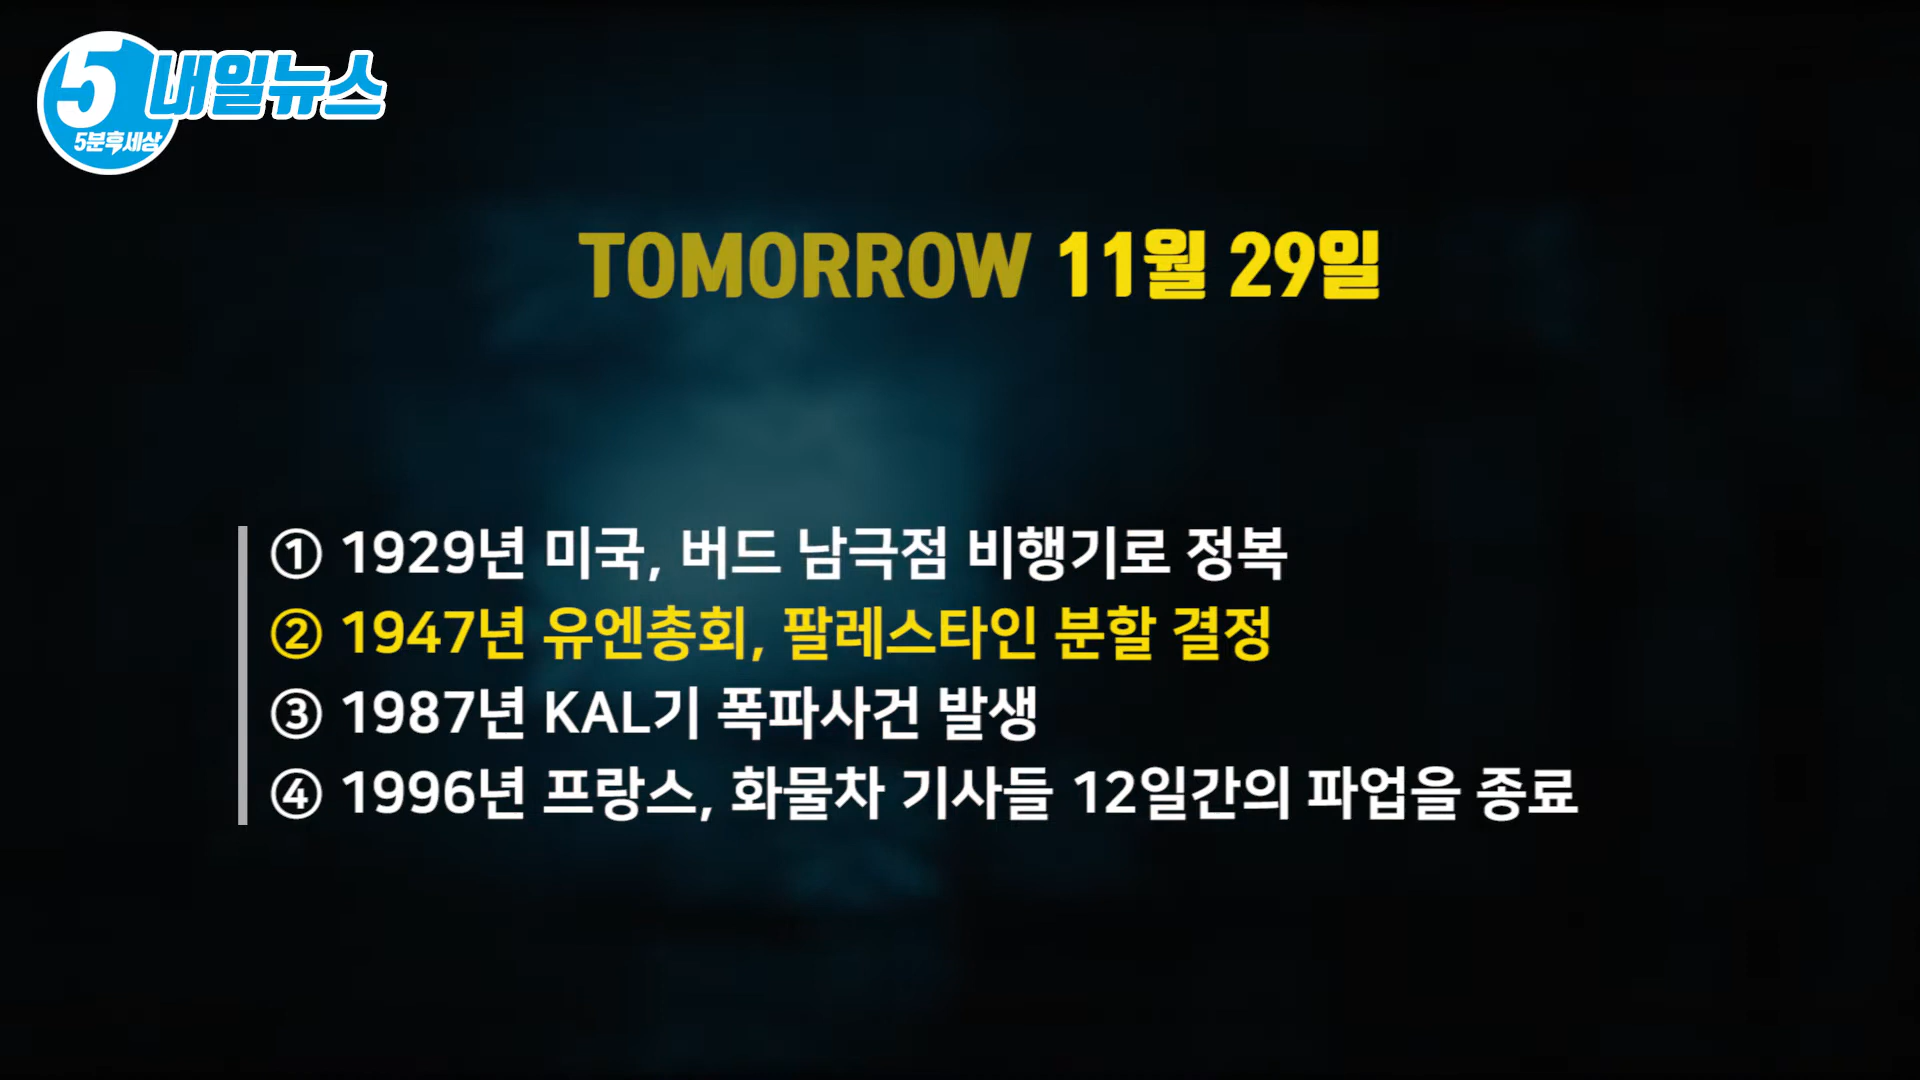 5 내일뉴스
5분후세상
TOMORROW 11월 29일
① 1929년 미국, 버드 남극점 비행기로 정복
② 1947년 유엔총회, 팔레스타인 분할 결정
③ 1987년 KAL기 폭파사건 발생
④ 1996년 프랑스, 화물차 기사들 12일간의 파업을 종료